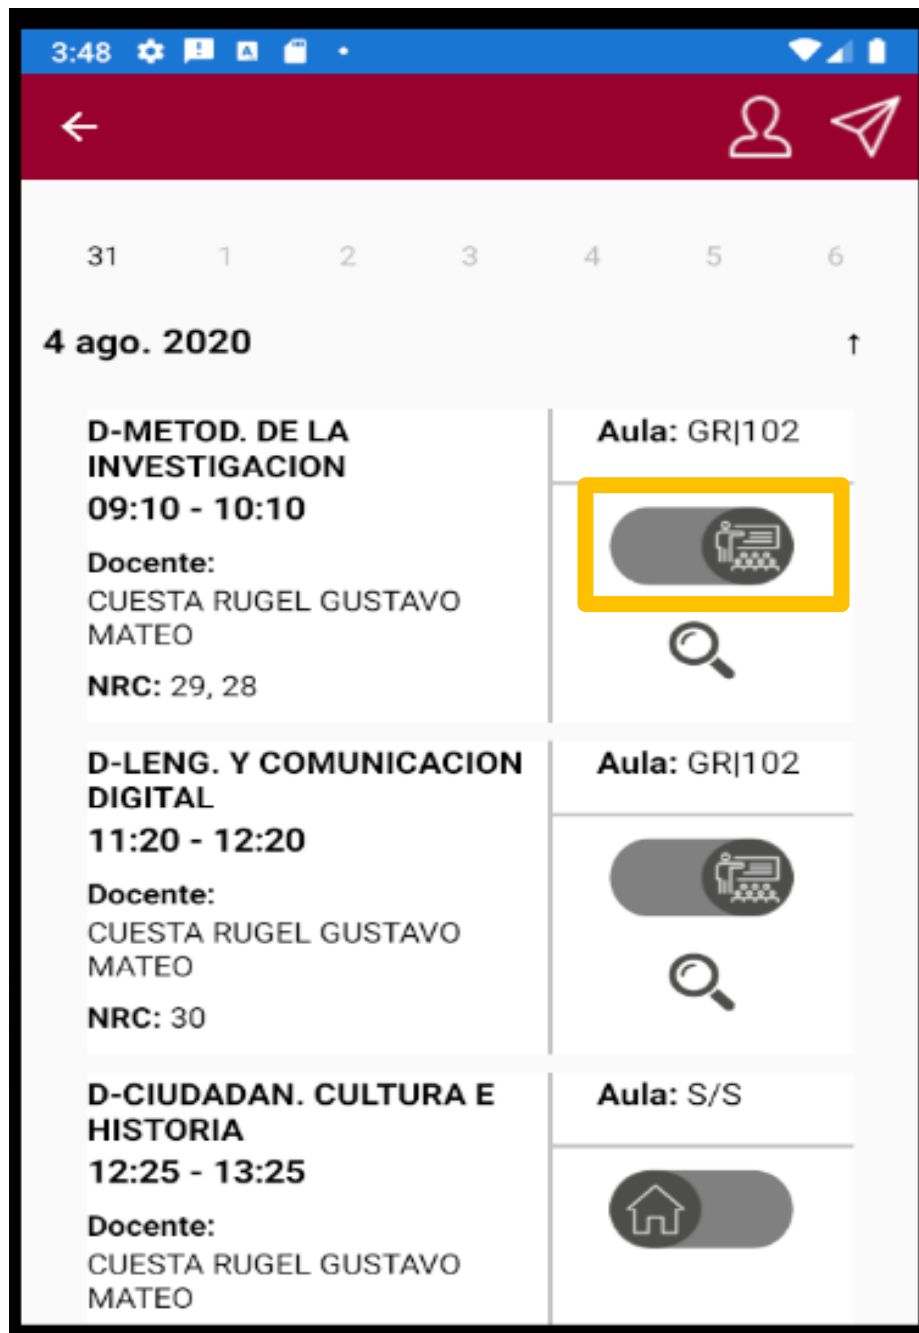 3:48
31 1 2 3 4 5 6
4 ago. 2020 ↑
D-METOD. DE LA
INVESTIGACION
09:10 - 10:10
Docente:
CUESTA RUGEL GUSTAVO
MATEO
NRC: 29, 28
Aula: GR|102
D-LENG. Y COMUNICACION
DIGITAL
11:20 - 12:20
Docente:
CUESTA RUGEL GUSTAVO
MATEO
NRC: 30
Aula: GR|102
D-CIUDADAN. CULTURA E
HISTORIA
12:25 - 13:25
Docente:
CUESTA RUGEL GUSTAVO
MATEO
Aula: S/S